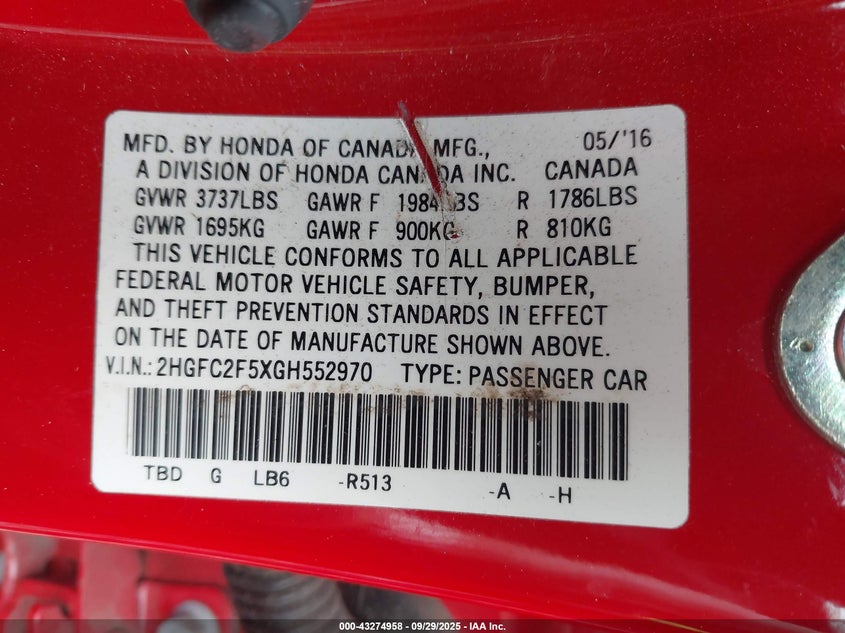 MFD. BY HONDA OF CANADA MFG., 05/'16
A DIVISION OF HONDA CANADA INC. CANADA
GVWR 3737LBS GAWR F 1984LBS R 1786LBS
GVWR 1695KG GAWR F 900KG R 810KG
THIS VEHICLE CONFORMS TO ALL APPLICABLE
FEDERAL MOTOR VEHICLE SAFETY, BUMPER,
AND THEFT PREVENTION STANDARDS IN EFFECT
ON THE DATE OF MANUFACTURE SHOWN ABOVE.
V.I.N.: 2HGFC2F5XGH552970 TYPE: PASSENGER CAR
TBD G LB6 -R513 -A -H
000-43274958 | 09/29/2025 | IAA Inc.